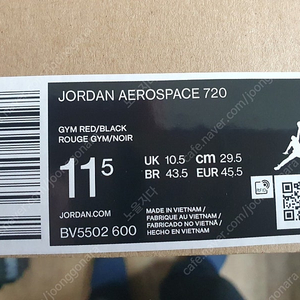 JORDAN AEROSPACE 720
GYM RED/BLACK
ROUGE GYM/NOIR
11⁵ UK 10.5 cm 29.5
BR 43.5 EUR 45.5
JORDAN.COM
BV5502 600
MADE IN VIETNAM /
FABRIQUÉ AU VIETNAM /
FABRICADO NO VIETNÃ /
HECHO EN VIETNAM